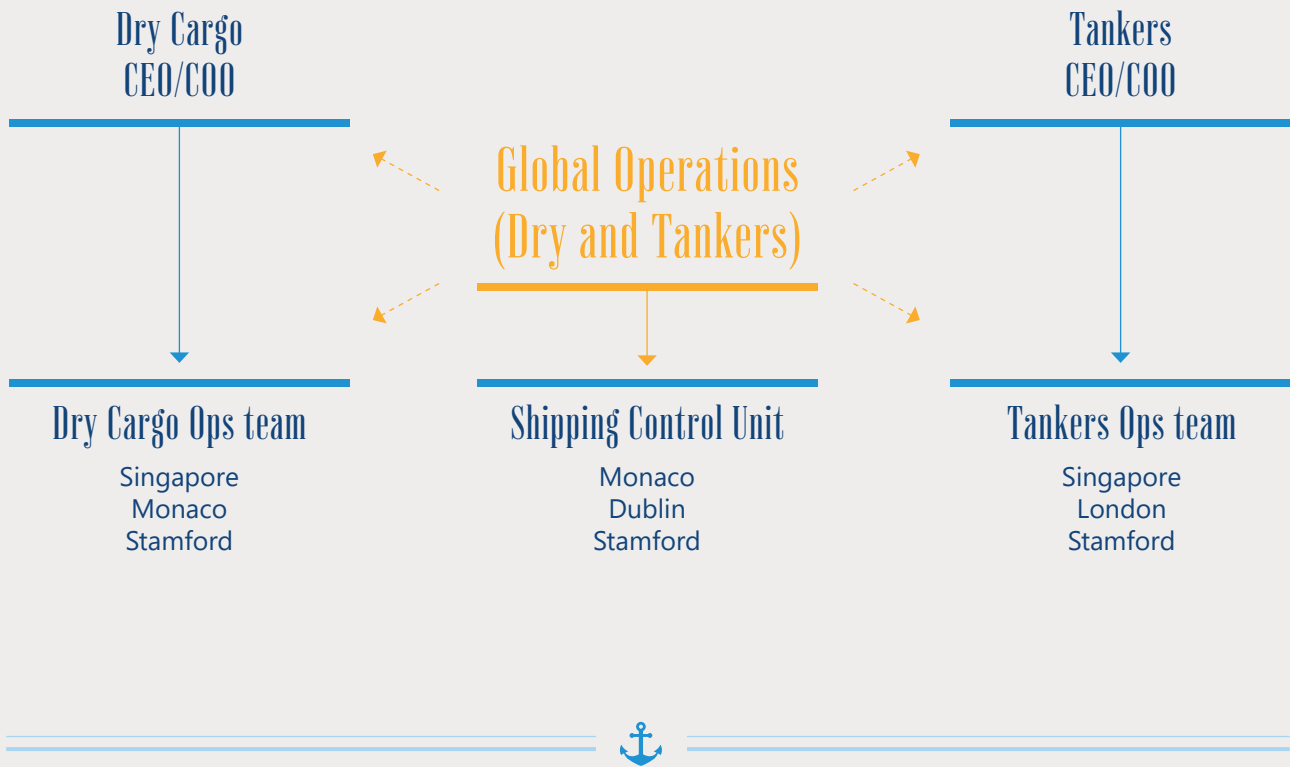 Dry Cargo
CEO/COO
Tankers
CEO/COO
Global Operations
(Dry and Tankers)
Dry Cargo Ops team
Singapore
Monaco
Stamford
Shipping Control Unit
Monaco
Dublin
Stamford
Tankers Ops team
Singapore
London
Stamford